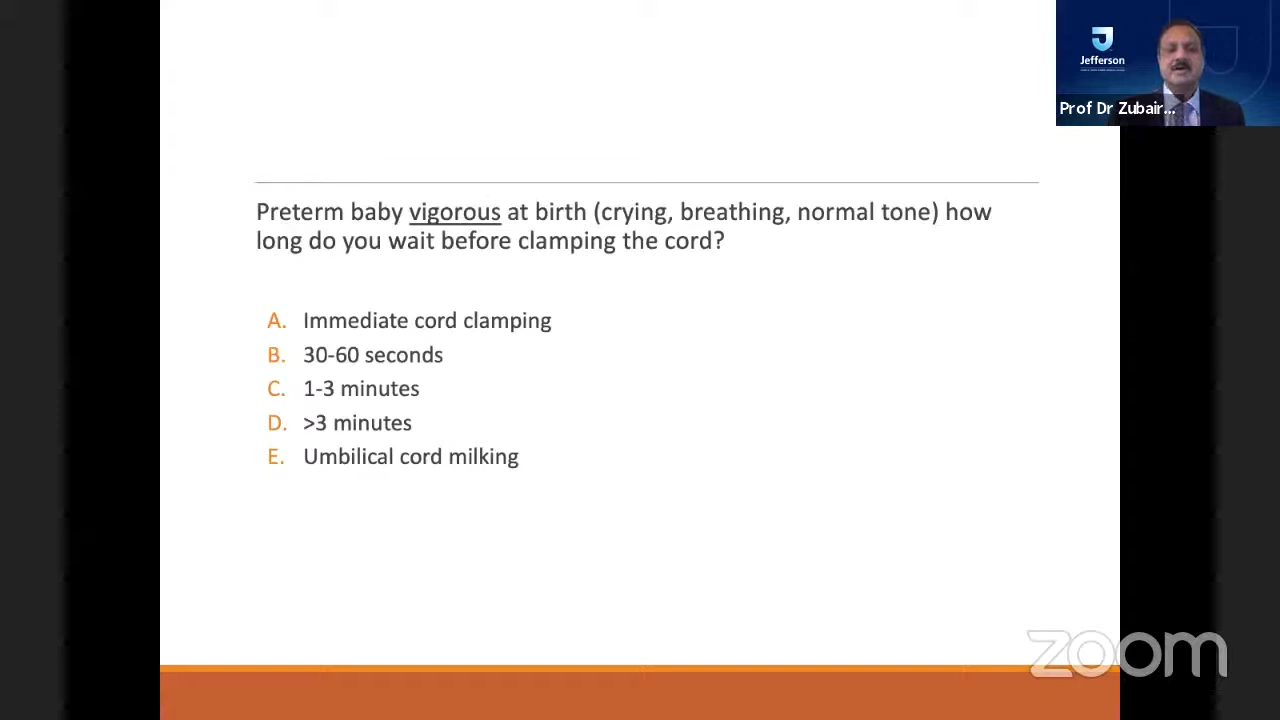 Jefferson
Prof Dr Zubair...
Preterm baby vigorous at birth (crying, breathing, normal tone) how
long do you wait before clamping the cord?
A. Immediate cord clamping
B. 30-60 seconds
C. 1-3 minutes
D. >3 minutes
E. Umbilical cord milking
zoom